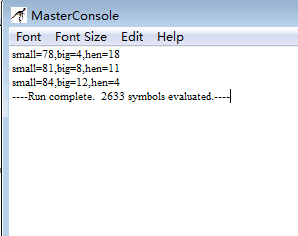 MasterConsole
Font Font Size Edit Help
small=78,big=4,hen=18
small=81,big=8,hen=11
small=84,big=12,hen=4
----Run complete.  2633 symbols evaluated.----